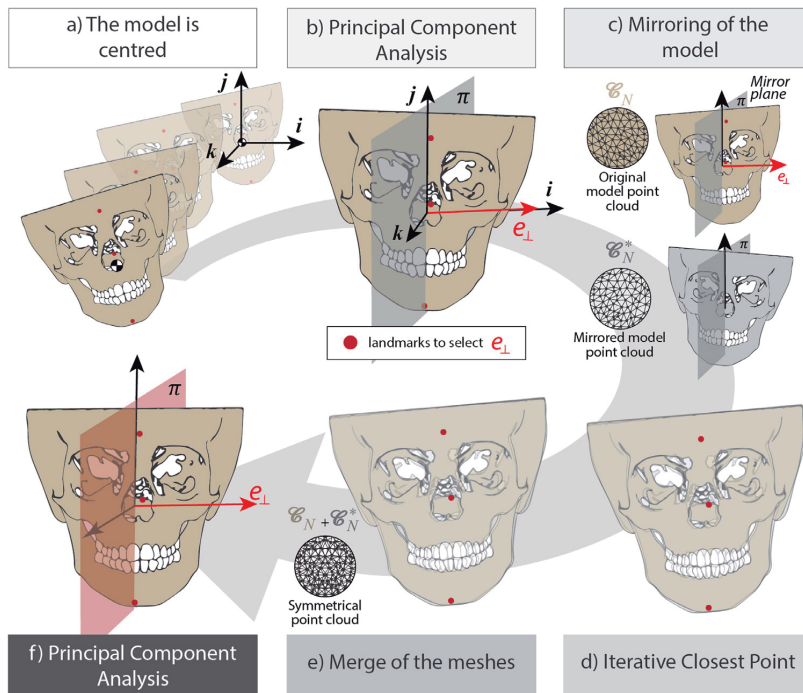 a) The model is
centred
b) Principal Component
Analysis
c) Mirroring of the
model
j
i
k
j
π
i
k
e⊥
𝒞N
Original
model point
cloud
Mirror
plane
π
e⊥
𝒞*N
Mirrored model
point cloud
π
landmarks to select e⊥
π
e⊥
𝒞N + 𝒞*N
Symmetrical
point cloud
f) Principal Component
Analysis
e) Merge of the meshes
d) Iterative Closest Point